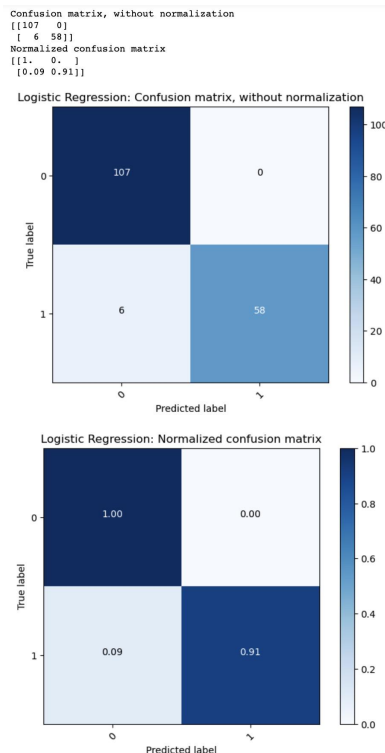 Confusion matrix, without normalization
[[107   0]
 [  6  58]]
Normalized confusion matrix
[[1.   0.  ]
 [0.09 0.91]]
Logistic Regression: Confusion matrix, without normalization
100
0 107 0
80
60
True label
40
1 6 58
20
0
0 1
Predicted label
Logistic Regression: Normalized confusion matrix
1.0
0 1.00 0.00
0.8
0.6
True label
0.4
1 0.09 0.91
0.2
0.0
0 1
Predicted label